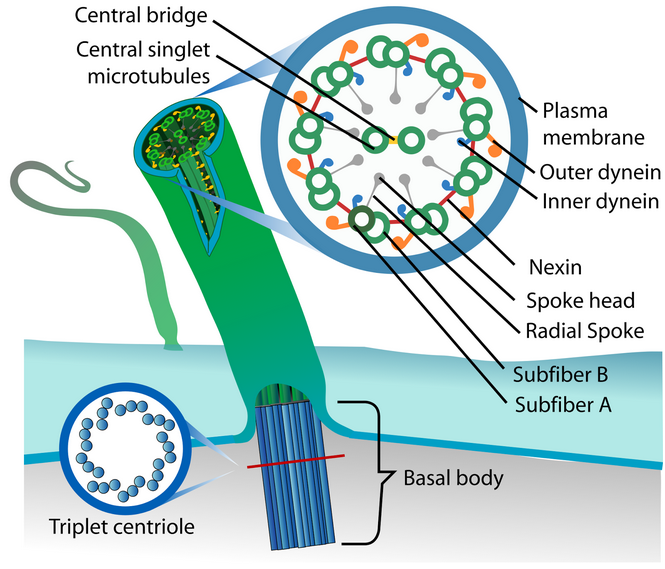 Central bridge
Central singlet
microtubules
Plasma
membrane
Outer dynein
Inner dynein
Nexin
Spoke head
Radial Spoke
Subfiber B
Subfiber A
Basal body
Triplet centriole